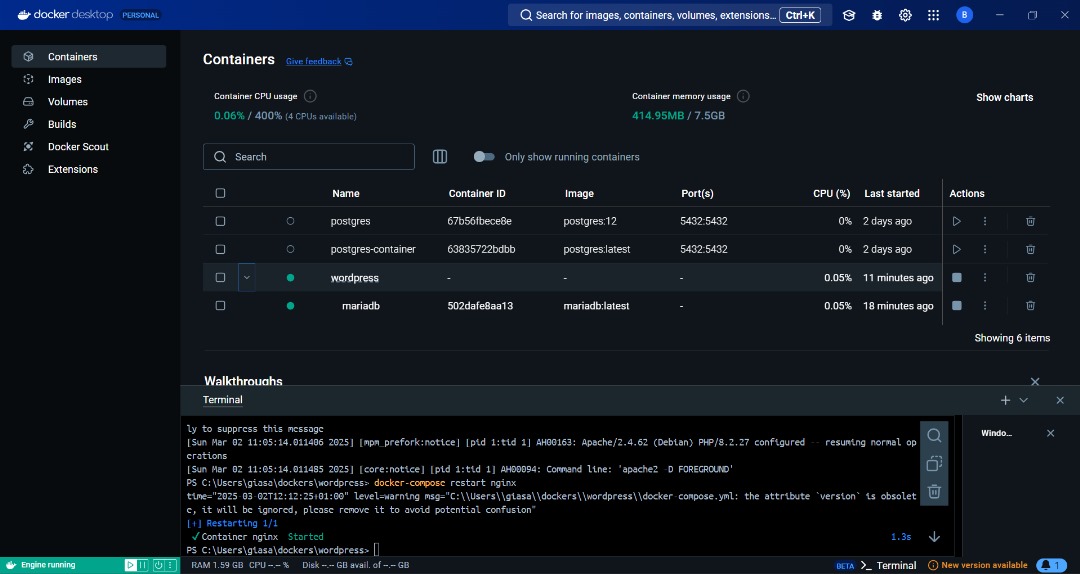 docker desktop PERSONAL
Search for images, containers, volumes, extensions... Ctrl+K
B
Containers
Images
Volumes
Builds
Docker Scout
Extensions
Containers Give feedback
Container CPU usage
0.06% / 400% (4 CPUs available)
Container memory usage
414.95MB / 7.5GB
Show charts
Search
Only show running containers
Name Container ID Image Port(s) CPU (%) Last started Actions
postgres 67b56fbece8e postgres:12 5432:5432 0% 2 days ago
postgres-container 63835722bdbb postgres:latest 5432:5432 0% 2 days ago
wordpress - - - 0.05% 11 minutes ago
mariadb 502dafe8aa13 mariadb:latest - 0.05% 18 minutes ago
Showing 6 items
Walkthroughs
Terminal
ly to suppress this message
[Sun Mar 02 11:05:14.011406 2025] [mpm_prefork:notice] [pid 1:tid 1] AH00163: Apache/2.4.62 (Debian) PHP/8.2.27 configured -- resuming normal op
erations
[Sun Mar 02 11:05:14.011485 2025] [core:notice] [pid 1:tid 1] AH00094: Command line: 'apache2 -D FOREGROUND'
PS C:\Users\giasa\dockers\wordpress> docker-compose restart nginx
time="2025-03-02T12:12:25+01:00" level=warning msg="C:\\Users\\giasa\\dockers\\wordpress\\docker-compose.yml: the attribute `version` is obsolet
e, it will be ignored, please remove it to avoid potential confusion"
[+] Restarting 1/1
✓Container nginx Started 1.3s
PS C:\Users\giasa\dockers\wordpress>
Windo...
Engine running
RAM 1.59 GB CPU --.-- % Disk --.-- GB avail. of --.-- GB
BETA >_ Terminal
New version available
1